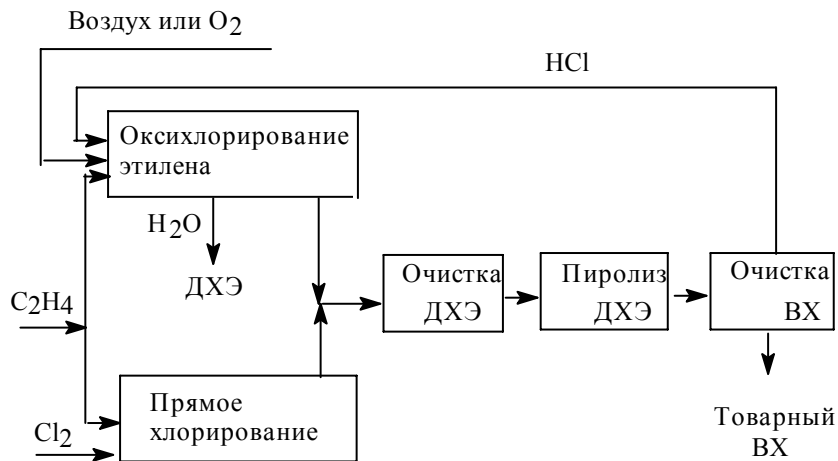 Воздух или O2
HCl
Оксихлорирование
этилена
H2O
ДХЭ
C2H4
Очистка
ДХЭ
Пиролиз
ДХЭ
Очистка
ВХ
Прямое
хлорирование
Cl2
Товарный
ВХ